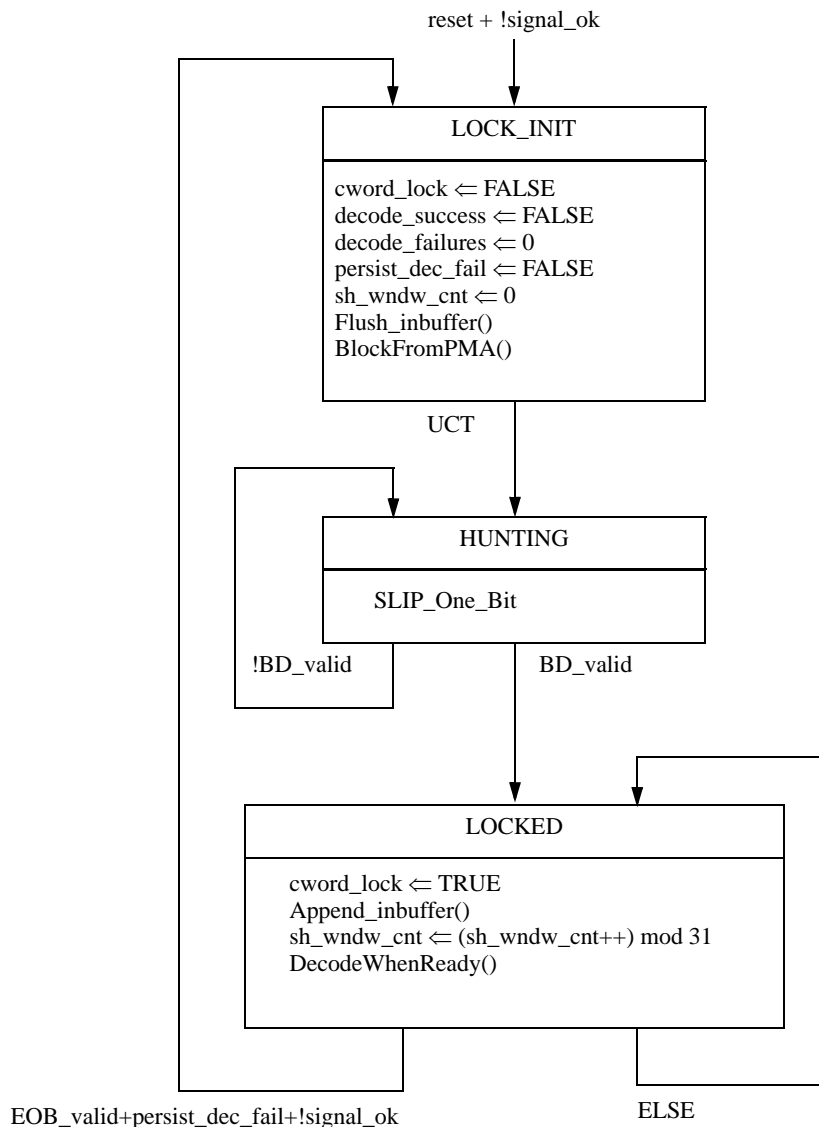 reset + !signal_ok
LOCK_INIT
cword_lock ⇐ FALSE
decode_success ⇐ FALSE
decode_failures ⇐ 0
persist_dec_fail ⇐ FALSE
sh_wndw_cnt ⇐ 0
Flush_inbuffer()
BlockFromPMA()
UCT
HUNTING
SLIP_One_Bit
!BD_valid
BD_valid
LOCKED
cword_lock ⇐ TRUE
Append_inbuffer()
sh_wndw_cnt ⇐ (sh_wndw_cnt++) mod 31
DecodeWhenReady()
EOB_valid+persist_dec_fail+!signal_ok
ELSE